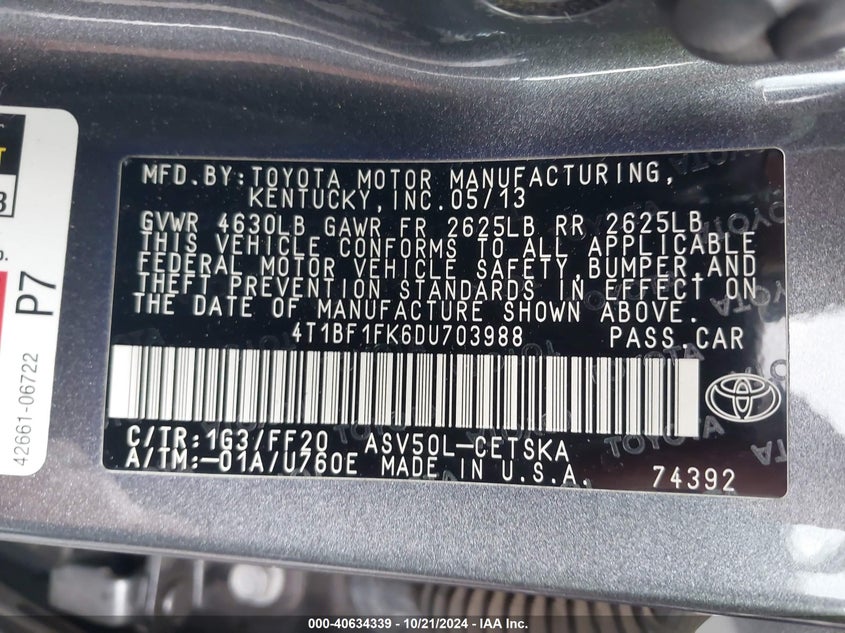 MFD.BY:TOYOTA MOTOR MANUFACTURING,
KENTUCKY,INC.05/13
GVWR 4630LB GAWR FR 2625LB RR 2625LB
THIS VEHICLE CONFORMS TO ALL APPLICABLE
FEDERAL MOTOR VEHICLE SAFETY,BUMPER,AND
THEFT PREVENTION STANDARDS IN EFFECT ON
THE DATE OF MANUFACTURE SHOWN ABOVE.
4T1BF1FK6DU703988 PASS.CAR
C/TR:1G3/FF20 ASV50L-CETSKA
A/TM:-01A/U760E MADE IN U.S.A. 74392
P7
42661-06722
TOYOTA
000-40634339 - 10/21/2024 - IAA Inc.